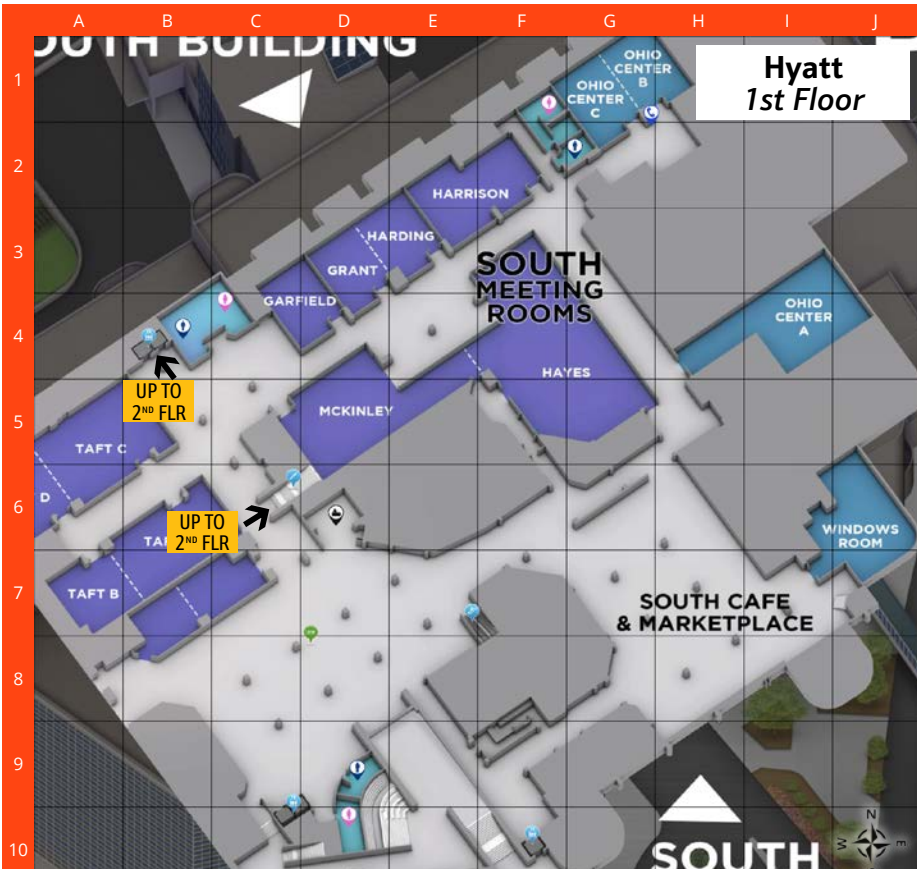 A B C D E F G H I J
1
2
3
4
5
6
7
8
9
10
OUTH BUILDING
Hyatt
1st Floor
OHIO
CENTER
B
OHIO
CENTER
C
HARRISON
HARDING
GRANT
GARFIELD
SOUTH
MEETING
ROOMS
OHIO
CENTER
A
HAYES
MCKINLEY
UP TO
2ND FLR
TAFT C
D
UP TO
2ND FLR
TA
TAFT B
WINDOWS
ROOM
SOUTH CAFE
& MARKETPLACE
SOUTH
N
E
S
W